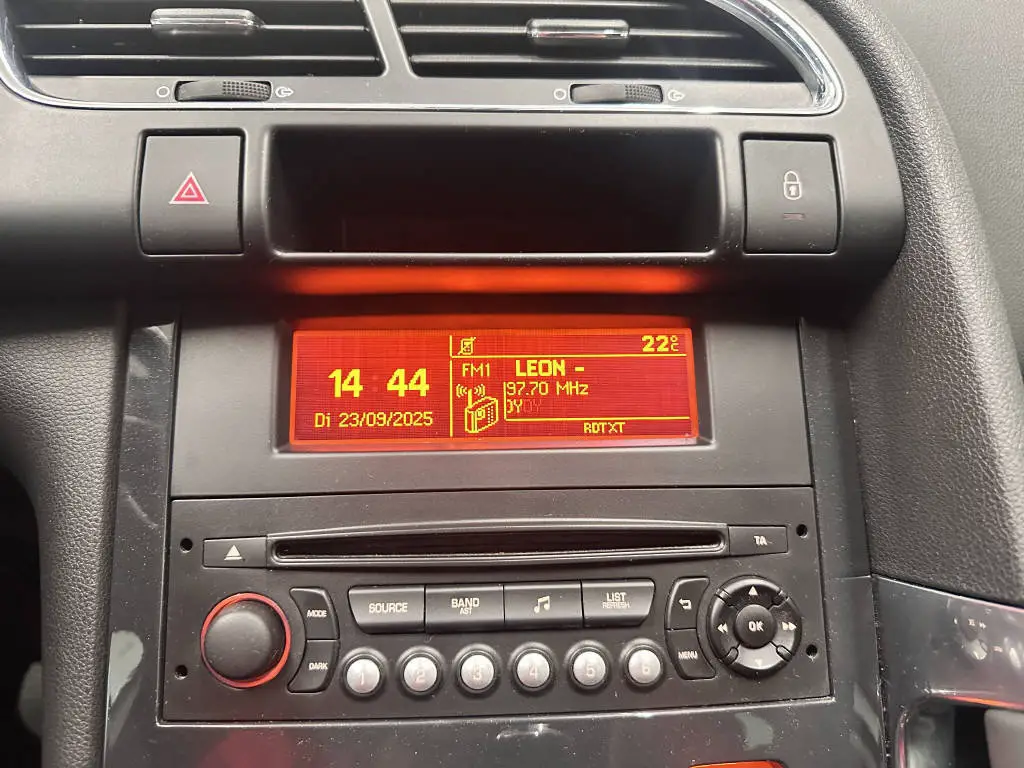 22°C
FM1 LEON -
14 44
97.70 MHz
Di 23/09/2025
RDTXT
TA
MODE
SOURCE
BAND
AST
LIST
REFRESH
OK
DARK
MENU
1 2 3 4 5 6